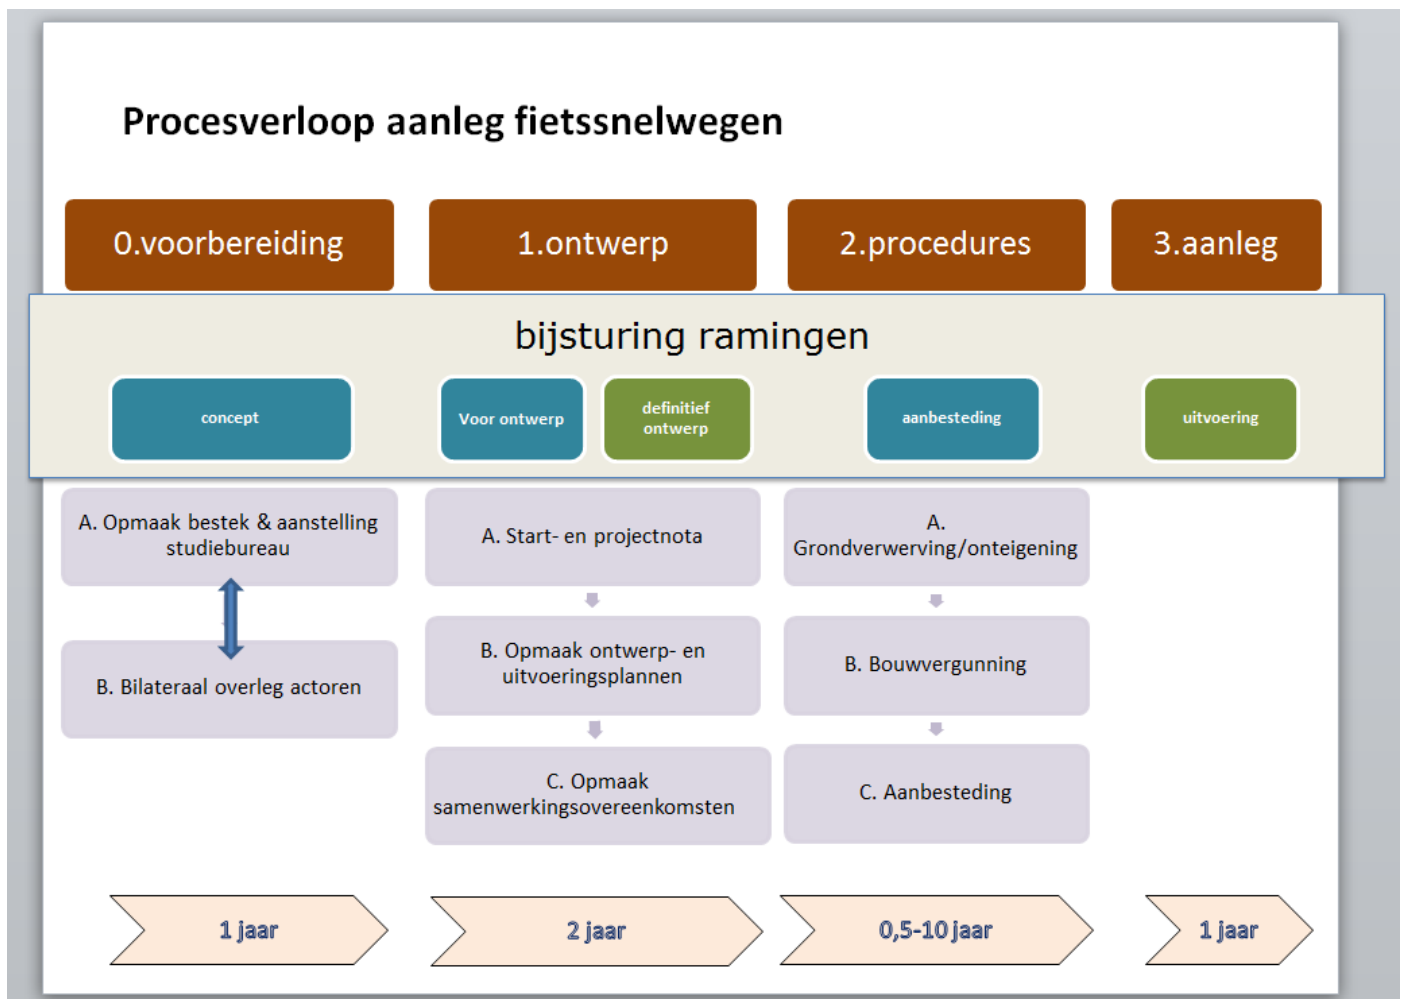 Procesverloop aanleg fietssnelwegen
0.voorbereiding
1.ontwerp
2.procedures
3.aanleg
bijsturing ramingen
concept
Voor ontwerp
definitief
ontwerp
aanbesteding
uitvoering
A. Opmaak bestek & aanstelling
studiebureau
B. Bilateraal overleg actoren
A. Start- en projectnota
B. Opmaak ontwerp- en
uitvoeringsplannen
C. Opmaak
samenwerkingsovereenkomsten
A.
Grondverwerving/onteigening
B. Bouwvergunning
C. Aanbesteding
1 jaar
2 jaar
0,5-10 jaar
1 jaar